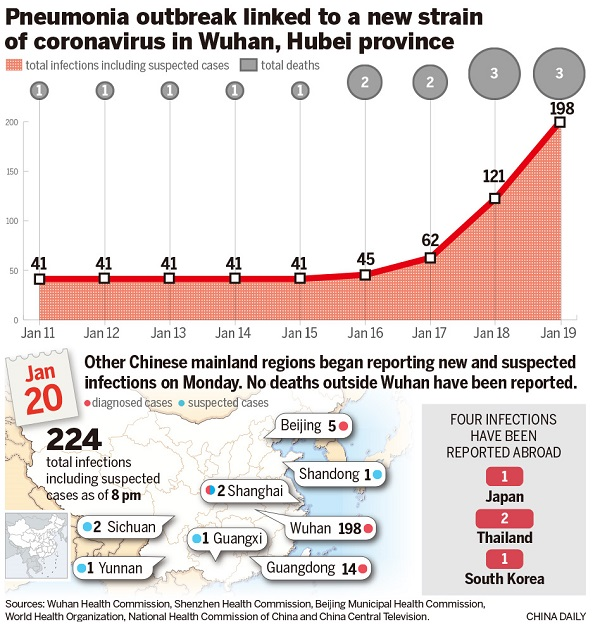 Pneumonia outbreak linked to a new strain
of coronavirus in Wuhan, Hubei province
total infections including suspected cases total deaths
1 1 1 1 1 2 2 3 3
200
150
100
50
0
41 41 41 41 41 45 62 121 198
Jan 11 Jan 12 Jan 13 Jan 14 Jan 15 Jan 16 Jan 17 Jan 18 Jan 19
Jan
20
Other Chinese mainland regions began reporting new and suspected
infections on Monday. No deaths outside Wuhan have been reported.
diagnosed cases suspected cases
224
total infections
including suspected
cases as of 8 pm
Beijing 5
Shandong 1
2 Shanghai
2 Sichuan
Wuhan 198
1 Guangxi
1 Yunnan
Guangdong 14
FOUR INFECTIONS
HAVE BEEN
REPORTED ABROAD
1
Japan
2
Thailand
1
South Korea
Sources: Wuhan Health Commission, Shenzhen Health Commission, Beijing Municipal Health Commission,
World Health Organization, National Health Commission of China and China Central Television.
CHINA DAILY